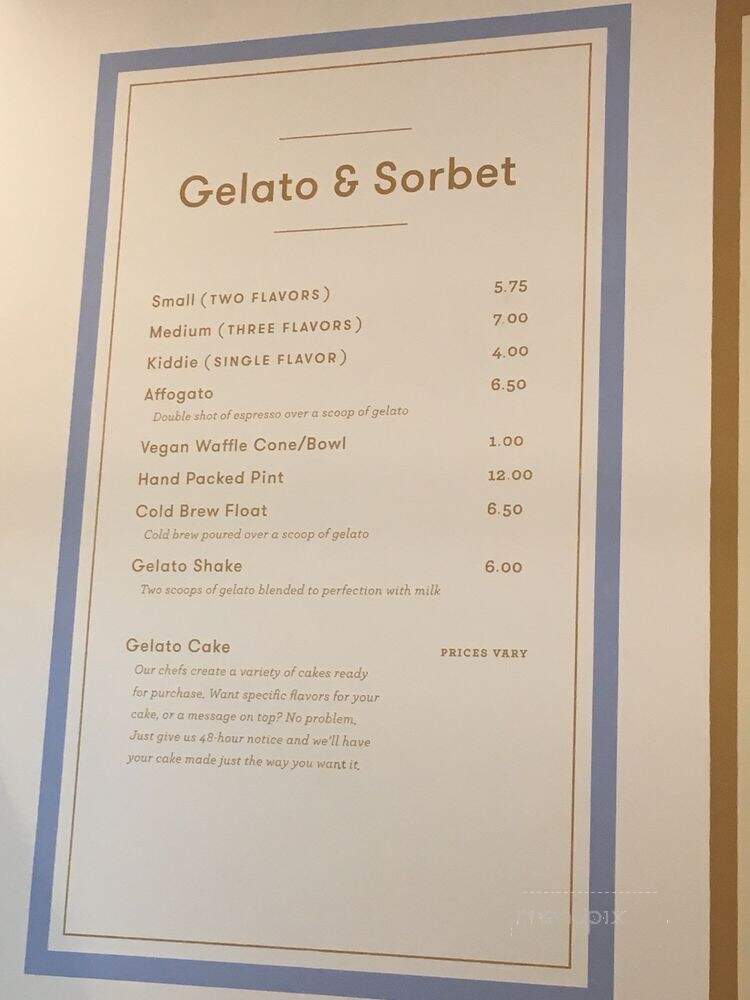 Gelato & Sorbet
Small (TWO FLAVORS) 5.75
Medium (THREE FLAVORS) 7.00
Kiddie (SINGLE FLAVOR) 4.00
Affogato 6.50
Double shot of espresso over a scoop of gelato
Vegan Waffle Cone/Bowl 1.00
Hand Packed Pint 12.00
Cold Brew Float 6.50
Cold brew poured over a scoop of gelato
Gelato Shake 6.00
Two scoops of gelato blended to perfection with milk
Gelato Cake PRICES VARY
Our chefs create a variety of cakes ready
for purchase. Want specific flavors for your
cake, or a message on top? No problem.
Just give us 48-hour notice and we'll have
your cake made just the way you want it.